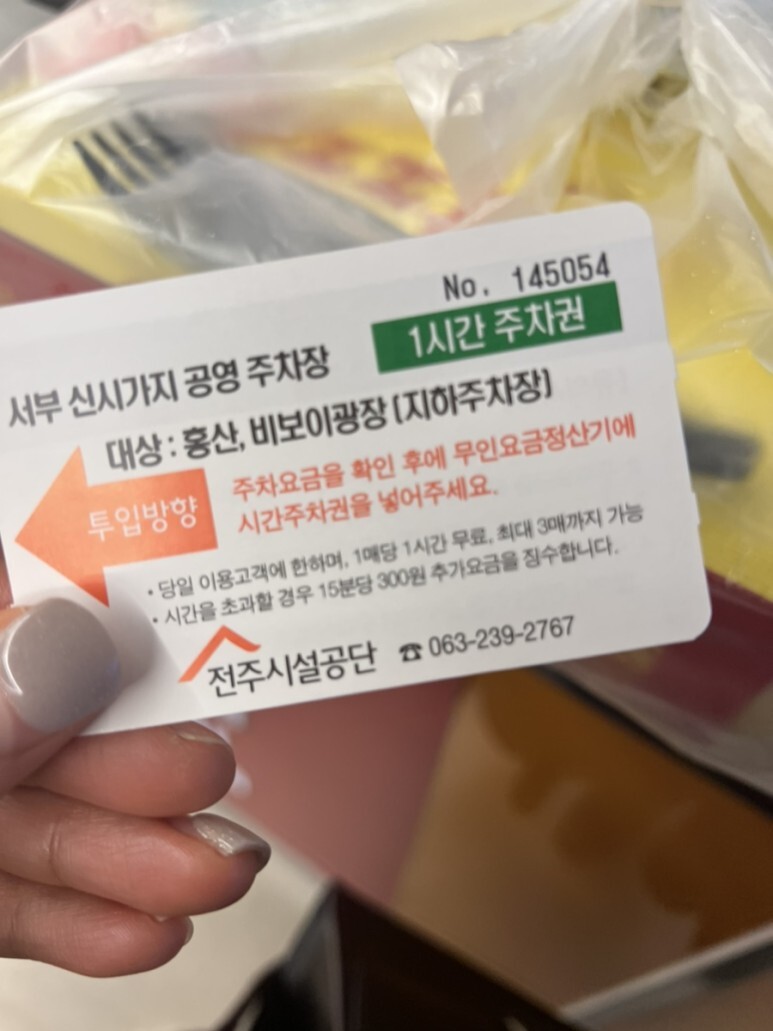 No. 145054
1시간 주차권
서부 신시가지 공영 주차장
대상 : 홍산, 비보이광장 (지하주차장)
투입방향
주차요금을 확인 후에 무인요금정산기에
시간주차권을 넣어주세요.
• 당일 이용고객에 한하며, 1매당 1시간 무료, 최대 3매까지 가능
• 시간을 초과할 경우 15분당 300원 추가요금을 징수합니다.
전주시설공단 ☎ 063-239-2767